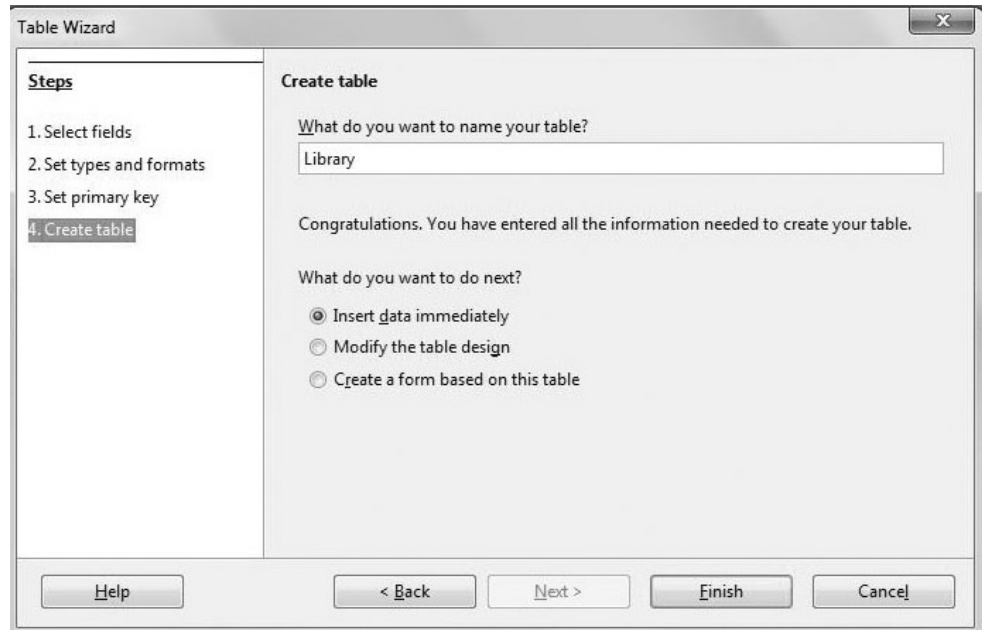 Table Wizard
Steps
1. Select fields
2. Set types and formats
3. Set primary key
4. Create table
Create table
What do you want to name your table?
Library
Congratulations. You have entered all the information needed to create your table.
What do you want to do next?
Insert data immediately
Modify the table design
Create a form based on this table
Help
< Back
Next >
Finish
Cancel